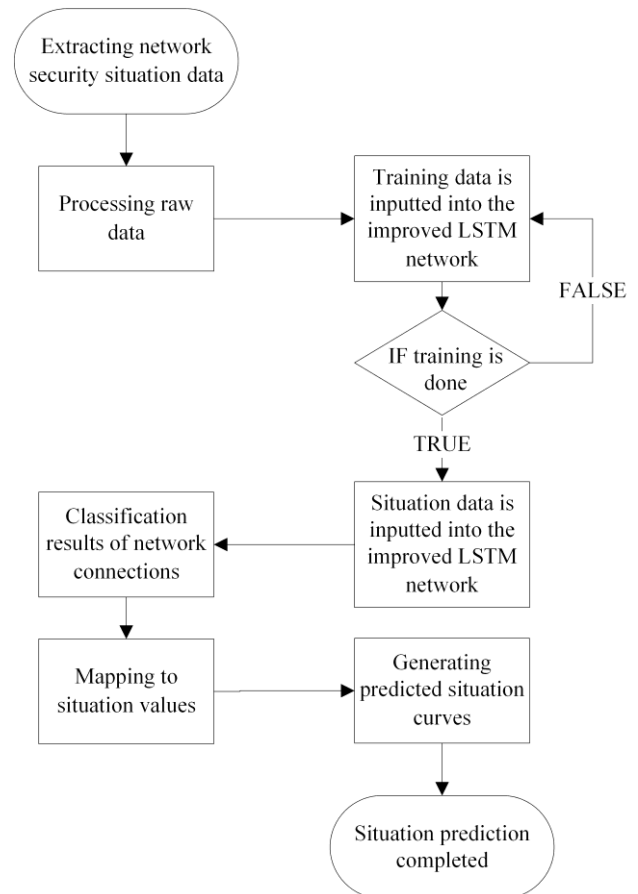 Extracting network
security situation data
Processing raw
data
Training data is
inputted into the
improved LSTM
network
FALSE
IF training is
done
TRUE
Situation data is
inputted into the
improved LSTM
network
Classification
results of network
connections
Mapping to
situation values
Generating
predicted situation
curves
Situation prediction
completed